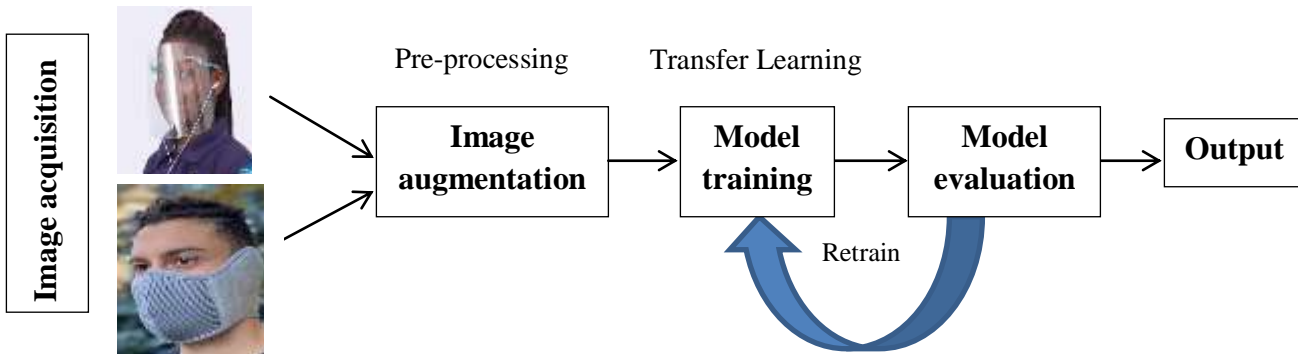 Image acquisition
Pre-processing
Transfer Learning
Image
augmentation
Model
training
Model
evaluation
Output
Retrain